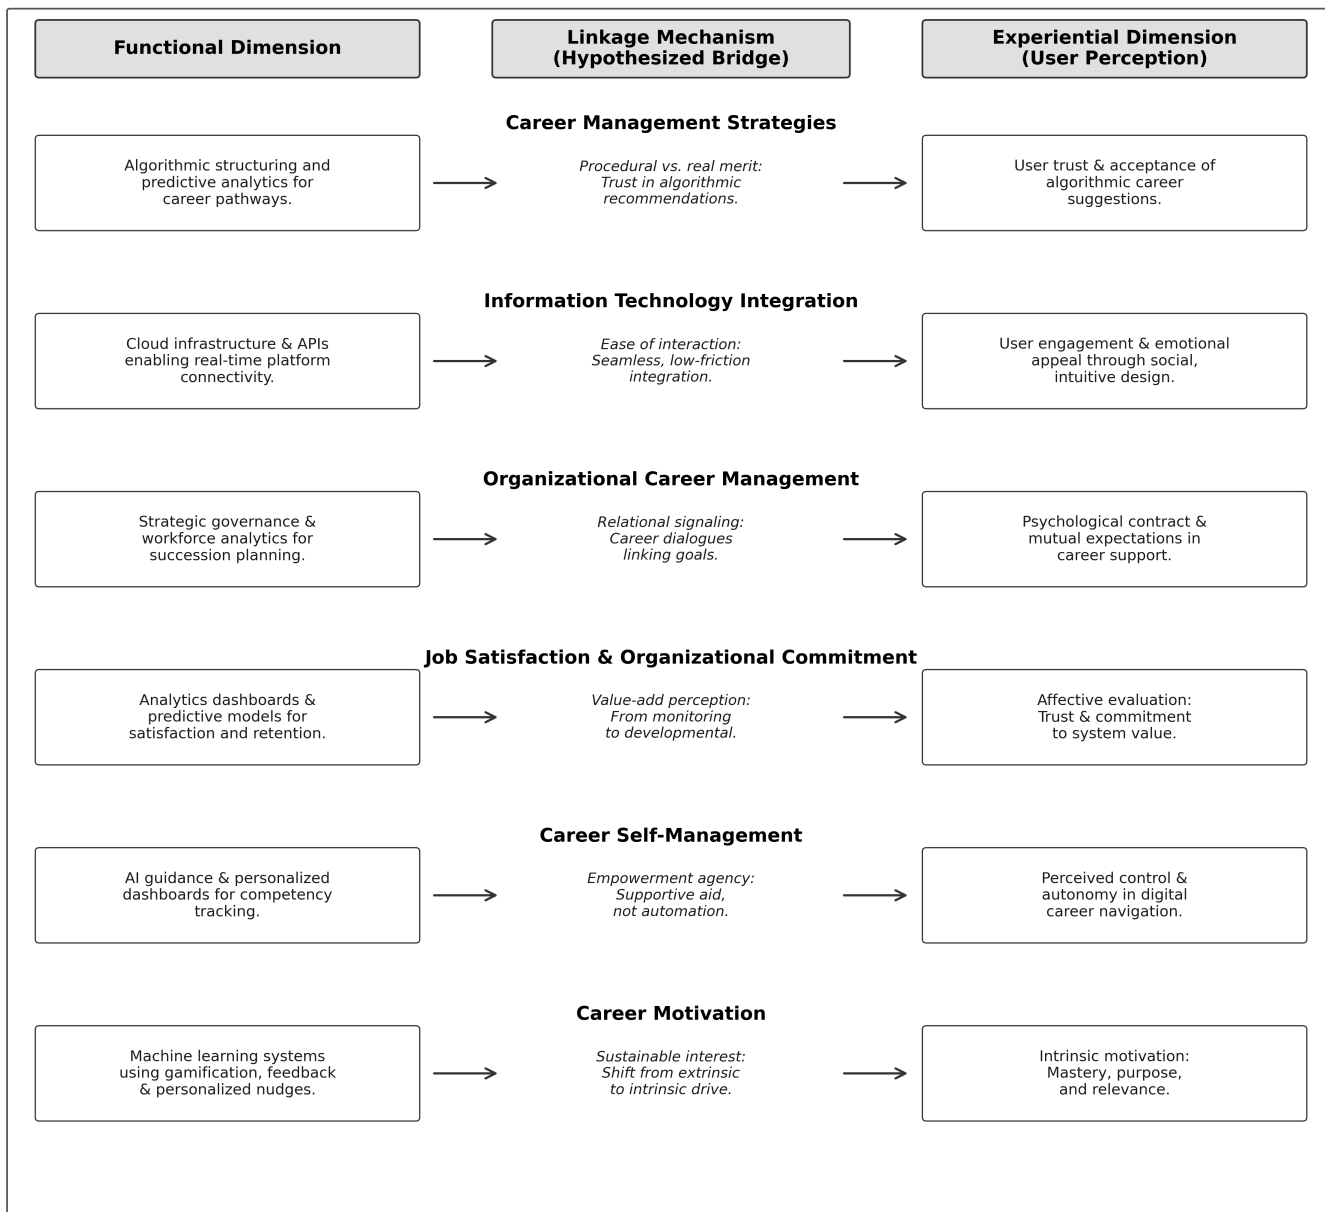 Functional Dimension
Linkage Mechanism
(Hypothesized Bridge)
Experiential Dimension
(User Perception)
Career Management Strategies
Algorithmic structuring and
predictive analytics for
career pathways.
Procedural vs. real merit:
Trust in algorithmic
recommendations.
User trust & acceptance of
algorithmic career
suggestions.
Information Technology Integration
Cloud infrastructure & APIs
enabling real-time platform
connectivity.
Ease of interaction:
Seamless, low-friction
integration.
User engagement & emotional
appeal through social,
intuitive design.
Organizational Career Management
Strategic governance &
workforce analytics for
succession planning.
Relational signaling:
Career dialogues
linking goals.
Psychological contract &
mutual expectations in
career support.
Job Satisfaction & Organizational Commitment
Analytics dashboards &
predictive models for
satisfaction and retention.
Value-add perception:
From monitoring
to developmental.
Affective evaluation:
Trust & commitment
to system value.
Career Self-Management
AI guidance & personalized
dashboards for competency
tracking.
Empowerment agency:
Supportive aid,
not automation.
Perceived control &
autonomy in digital
career navigation.
Career Motivation
Machine learning systems
using gamification, feedback
& personalized nudges.
Sustainable interest:
Shift from extrinsic
to intrinsic drive.
Intrinsic motivation:
Mastery, purpose,
and relevance.